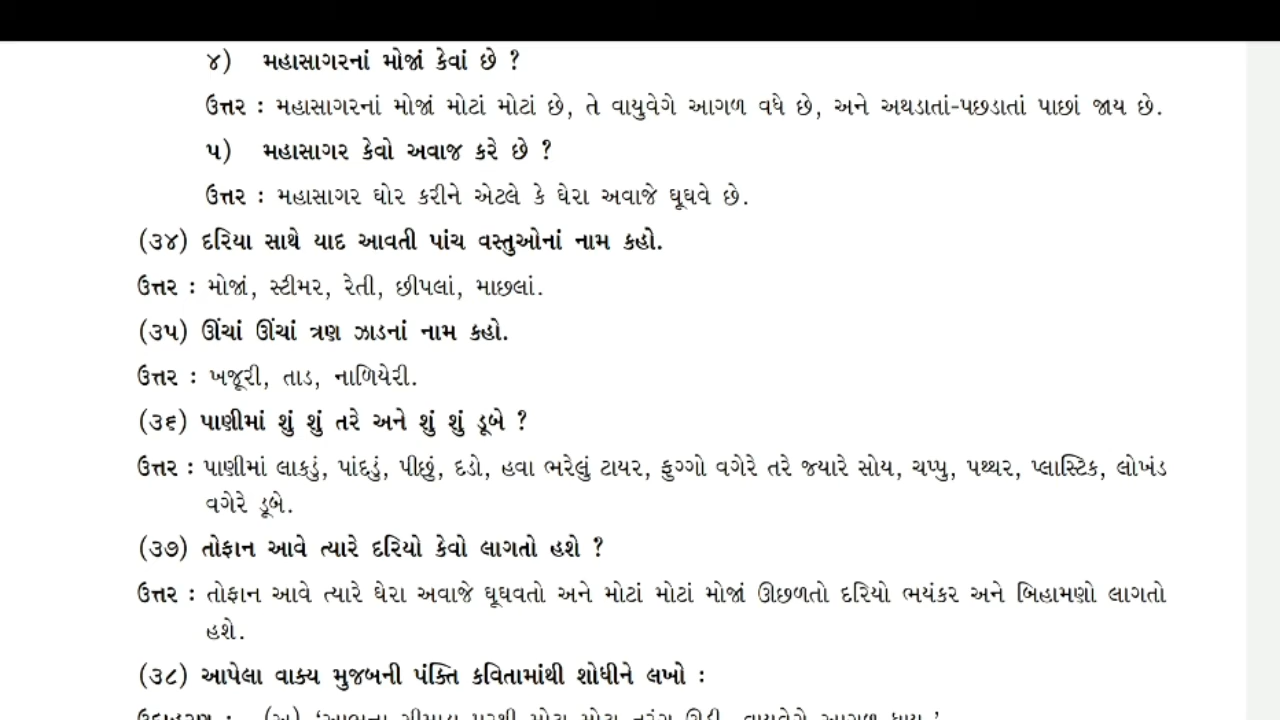 ૪) મહાસાગરનાં મોજાં કેવાં છે ?
ઉત્તર : મહાસાગરનાં મોજાં મોટાં મોટાં છે, તે વાયુવેગે આગળ વધે છે, અને અથડાતાં-પછડાતાં પાછાં જાય છે.
૫) મહાસાગર કેવો અવાજ કરે છે ?
ઉત્તર : મહાસાગર ઘોર કરીને એટલે કે ઘેરા અવાજે ઘૂઘવે છે.
(૩૪) દરિયા સાથે યાદ આવતી પાંચ વસ્તુઓનાં નામ કહો.
ઉત્તર : મોજાં, સ્ટીમર, રેતી, છીપલાં, માછલાં.
(૩૫) ઊંચાં ઊંચાં ત્રણ ઝાડનાં નામ કહો.
ઉત્તર : ખજૂરી, તાડ, નાળિયેરી.
(૩૬) પાણીમાં શું શું તરે અને શું શું ડૂબે ?
ઉત્તર : પાણીમાં લાકડું, પાંદડું, પીછું, દડો, હવા ભરેલું ટાયર, ફુગ્ગો વગેરે તરે જ્યારે સોય, ચપ્પુ, પથ્થર, પ્લાસ્ટિક, લોખંડ
વગેરે ડૂબે.
(૩૭) તોફાન આવે ત્યારે દરિયો કેવો લાગતો હશે ?
ઉત્તર : તોફાન આવે ત્યારે ઘેરા અવાજે ઘૂઘવતો અને મોટાં મોટાં મોજાં ઊછળતો દરિયો ભયંકર અને બિહામણો લાગતો
હશે.
(૩૮) આપેલા વાક્ય મુજબની પંક્તિ કવિતામાંથી શોધીને લખો :